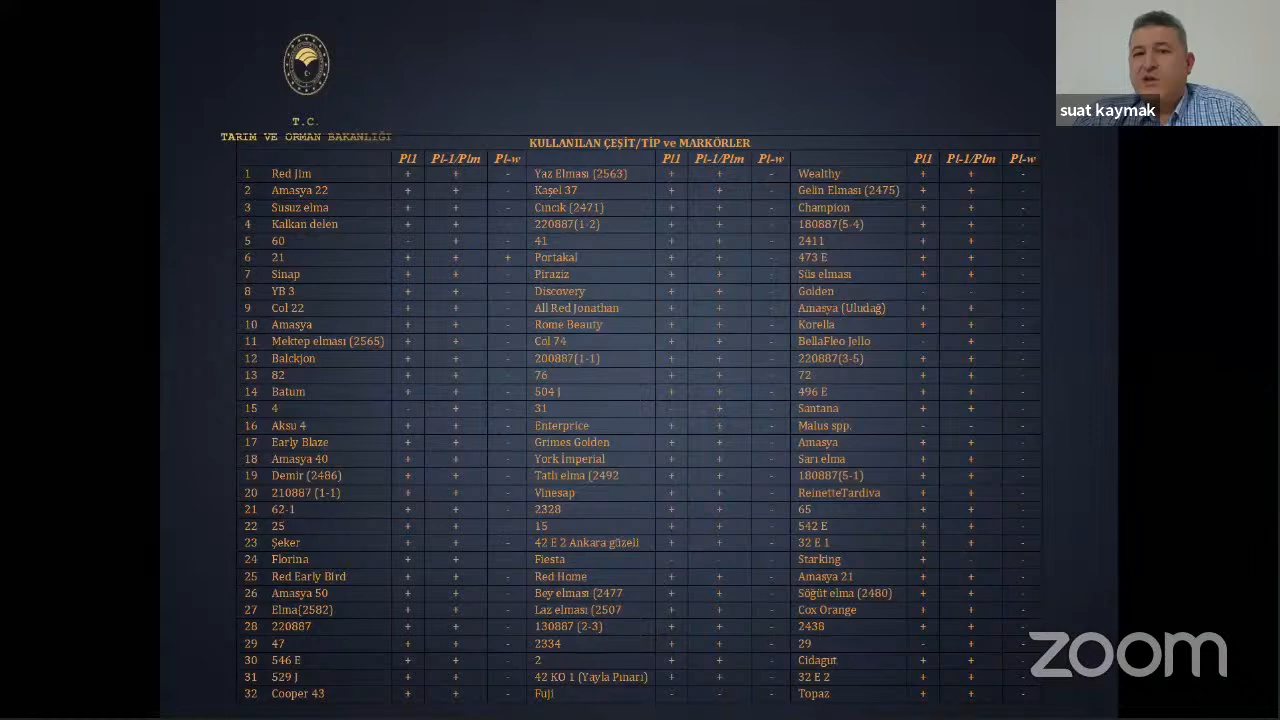 suat kaymak
T.C.
TARIM VE ORMAN BAKANLIĞI
KULLANILAN ÇEŞİT/TİP ve MARKÖRLER
Pl1 Pl-1/Plm Pl-w Pl1 Pl-1/Plm Pl-w Pl1 Pl-1/Plm Pl-w
1 Red Jim + + - Yaz Elması (2563) + + - Wealthy + + -
2 Amasya 22 + + - Kaşel 37 + + - Gelin Elması (2475) + + -
3 Susuz elma + + - Cıncık (2471) + + - Champion + + -
4 Kalkan delen + + - 220887(1-2) + + - 180887(5-4) + + -
5 60 - + - 41 + + - 2411 + + -
6 21 + + + Portakal + + - 473 E + + -
7 Sinap + + - Piraziz + + - Süs elması + + -
8 YB 3 + + - Discovery + + - Golden - - -
9 Col 22 + + - All Red Jonathan + + - Amasya (Uludağ) + + -
10 Amasya + + - Rome Beauty + + - Korella + + -
11 Mektep elması (2565) + + - Col 74 + + - BellaFleo Jello - + -
12 Balckjon + + - 200887(1-1) + + - 220887(3-5) + + -
13 82 + + - 76 + + - 72 + + -
14 Batum + + - 504 J + + - 496 E + + -
15 4 - + - 31 - + - Santana + + -
16 Aksu 4 + + - Enterprice + + - Malus spp. - - -
17 Early Blaze + + - Grimes Golden + + - Amasya + + -
18 Amasya 40 + + - York İmperial + + - Sarı elma + + -
19 Demir (2486) + + - Tatlı elma (2492 + + - 180887(5-1) + + -
20 210887 (1-1) + + - Vinesap + + - ReinetteTardiva + + -
21 62-1 + + - 2328 + + - 65 + + -
22 25 + + - 15 + + - 542 E + + -
23 Şeker + + - 42 E 2 Ankara güzeli + + - 32 E 1 + + -
24 Florina + + - Fiesta - - - Starking + - -
25 Red Early Bird + + - Red Home + + - Amasya 21 + + -
26 Amasya 50 + + - Bey elması (2477 + + - Söğüt elma (2480) + + -
27 Elma(2582) + + - Laz elması (2507 + + - Cox Orange + + -
28 220887 + + - 130887 (2-3) + + - 2438 + + -
29 47 + + - 2334 + + - 29 - + -
30 546 E + + - 2 + + - Cidagut + + -
31 529 J + + - 42 KO 1 (Yayla Pınarı) + + - 32 E 2 + + -
32 Cooper 43 + + - Fuji - - - Topaz + + -
zoom